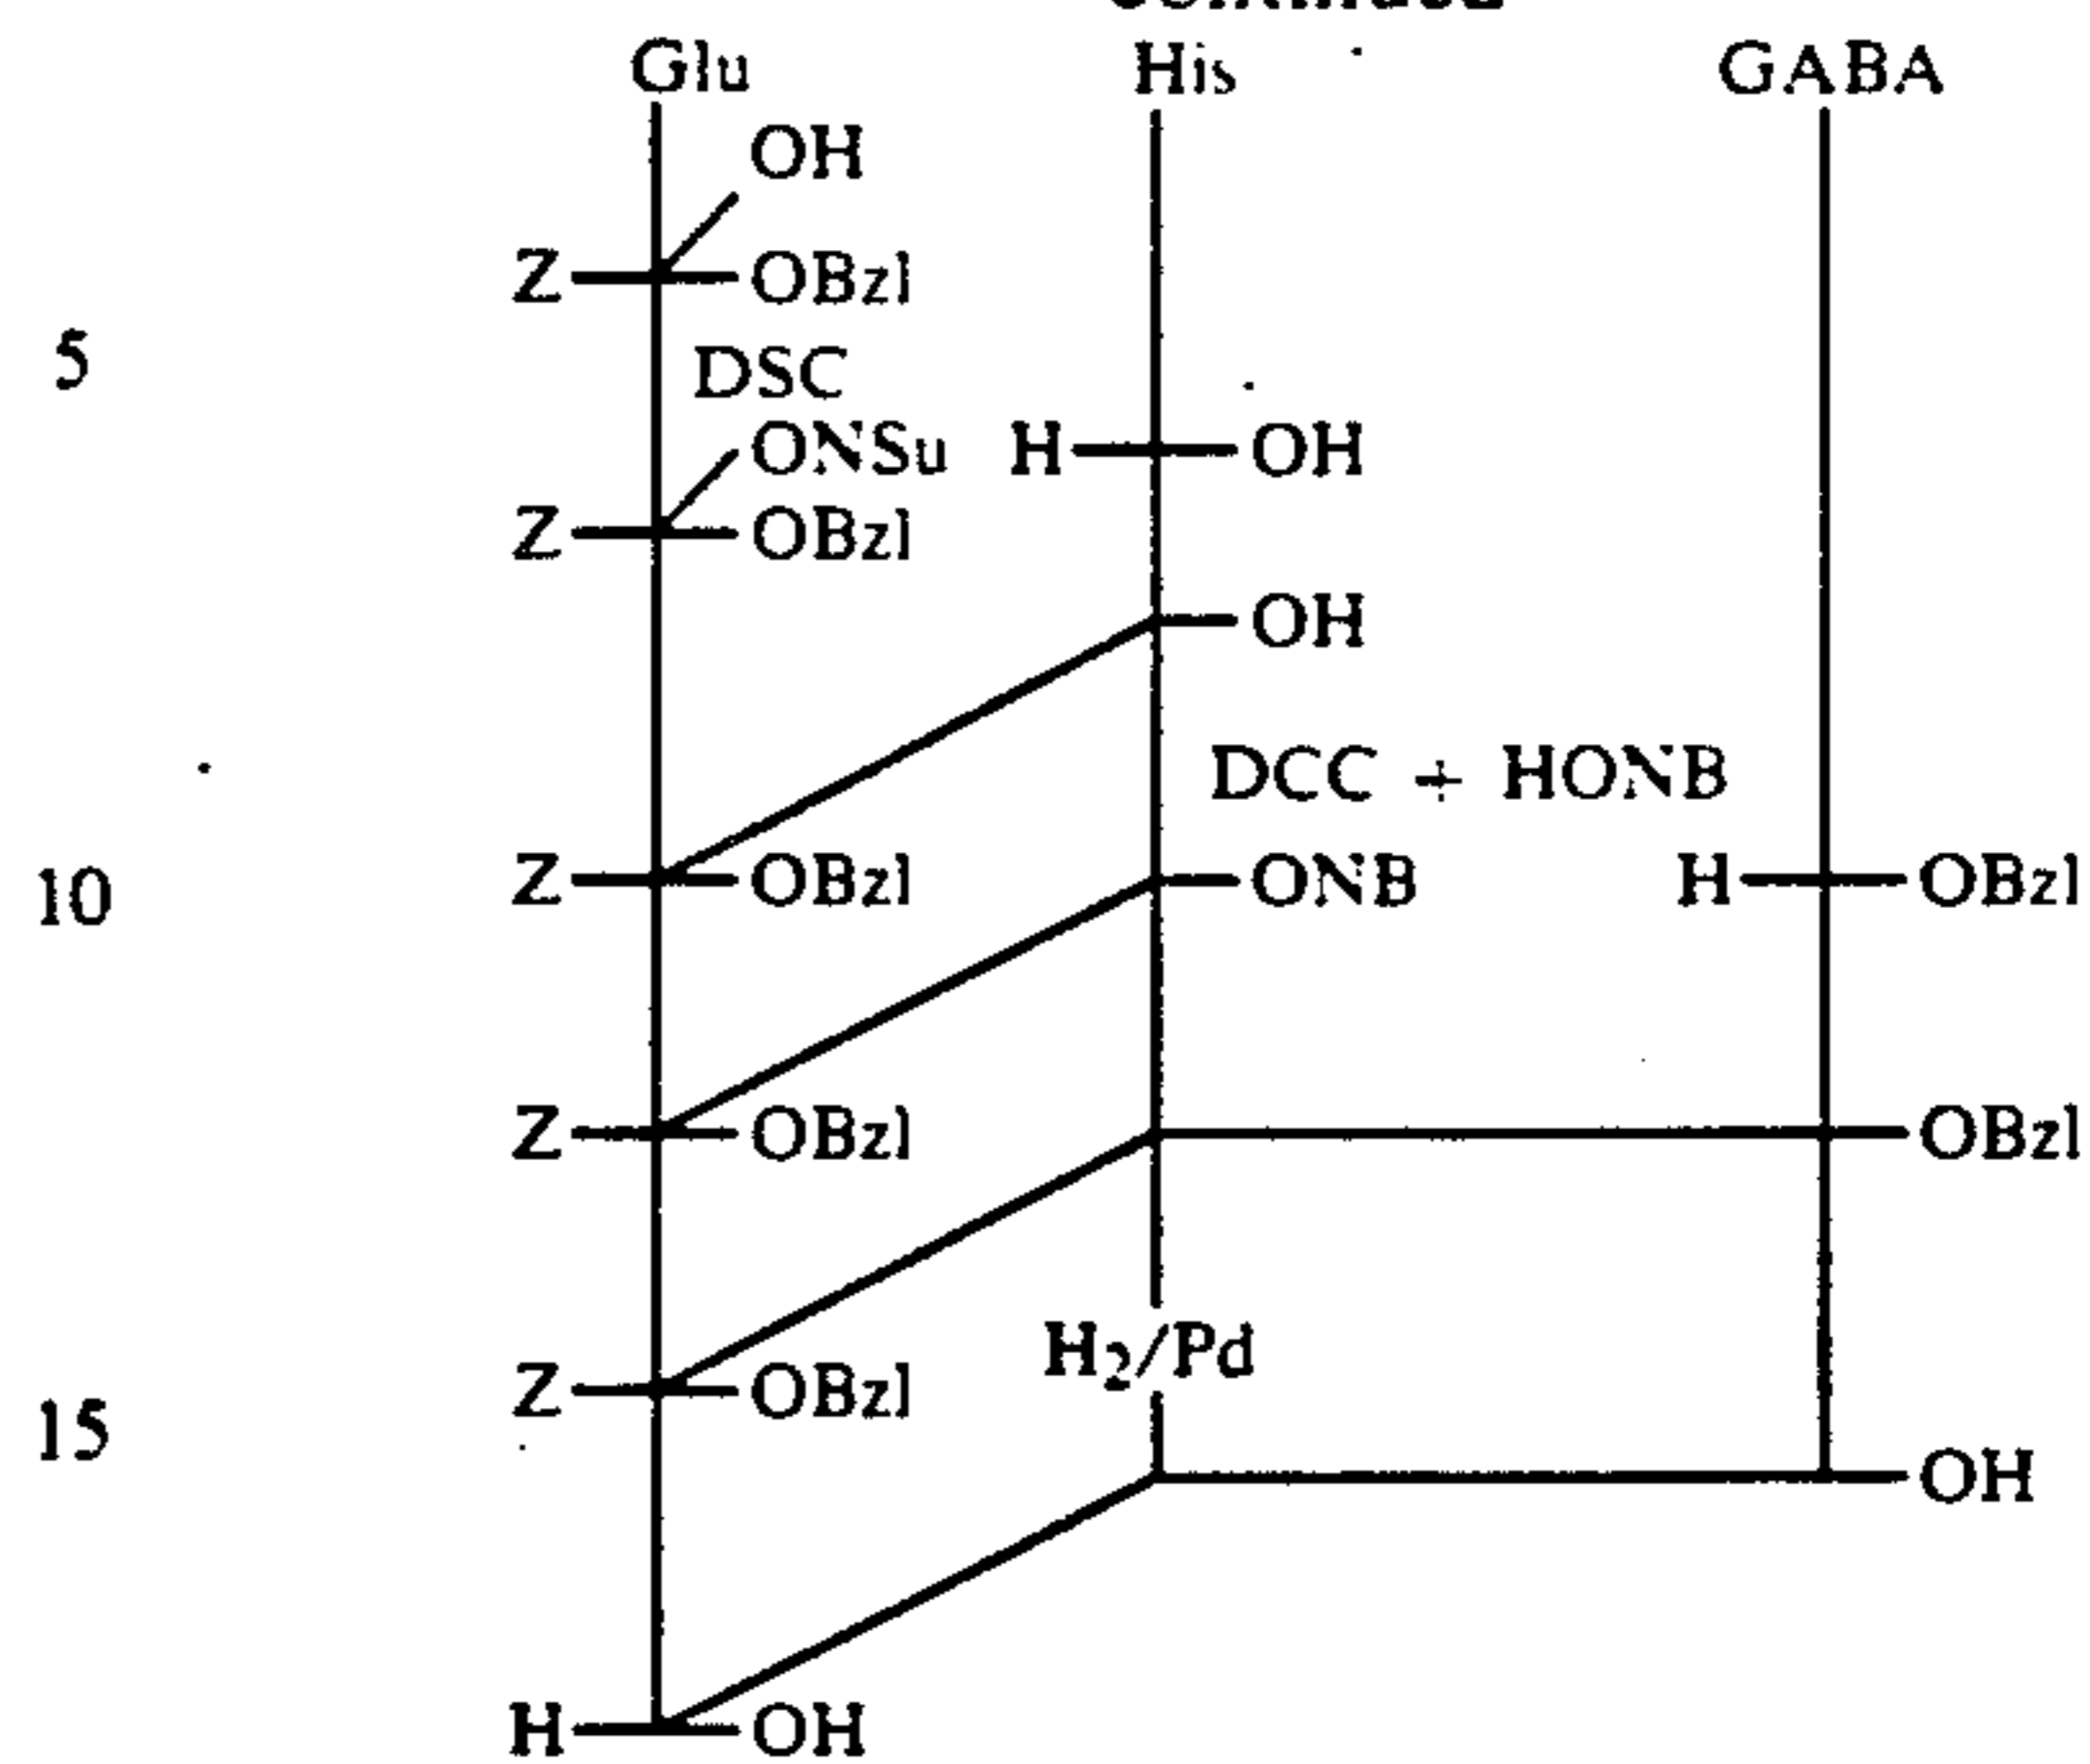 Glu His GABA
OH
Z OBzl
5 DSC
ONSu H OH
Z OBzl
OH
DCC + HONB
10 Z OBzl ONB H OBzl
Z OBzl OBzl
H2/Pd
Z OBzl
15
OH
H OH